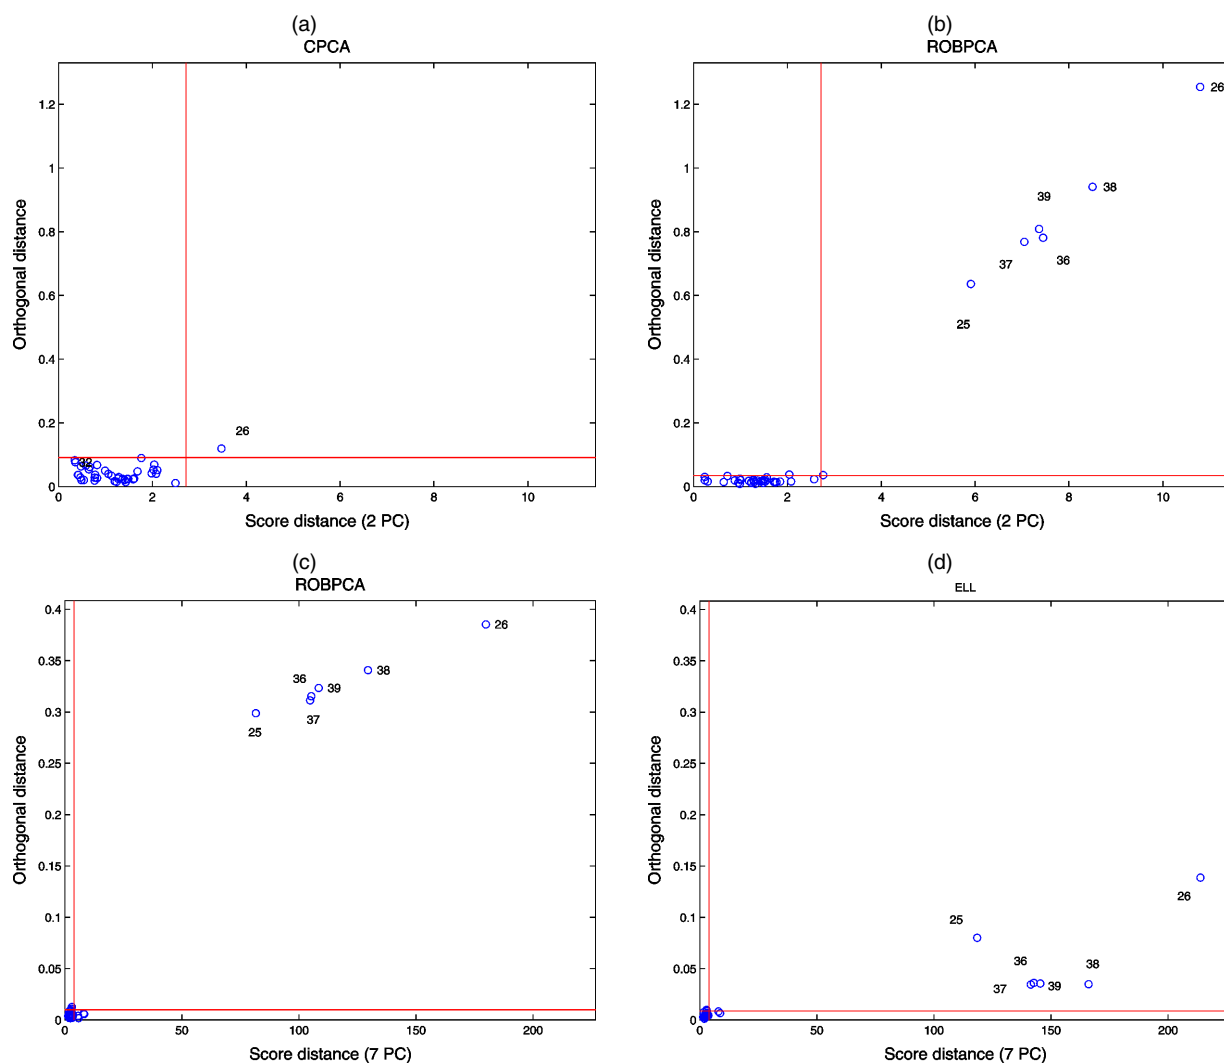 (a)
CPCA
Orthogonal distance
1.2
1
0.8
0.6
0.4
0.2
0
26
0 2 4 6 8 10
Score distance (2 PC)
(b)
ROBPCA
Orthogonal distance
1.2
1
0.8
0.6
0.4
0.2
0
26
38
39
37
36
25
0 2 4 6 8 10
Score distance (2 PC)
(c)
ROBPCA
Orthogonal distance
0.4
0.35
0.3
0.25
0.2
0.15
0.1
0.05
0
26
38
36
39
37
25
0 50 100 150 200
Score distance (7 PC)
(d)
ELL
Orthogonal distance
0.4
0.35
0.3
0.25
0.2
0.15
0.1
0.05
0
26
25
36
38
37
39
0 50 100 150 200
Score distance (7 PC)